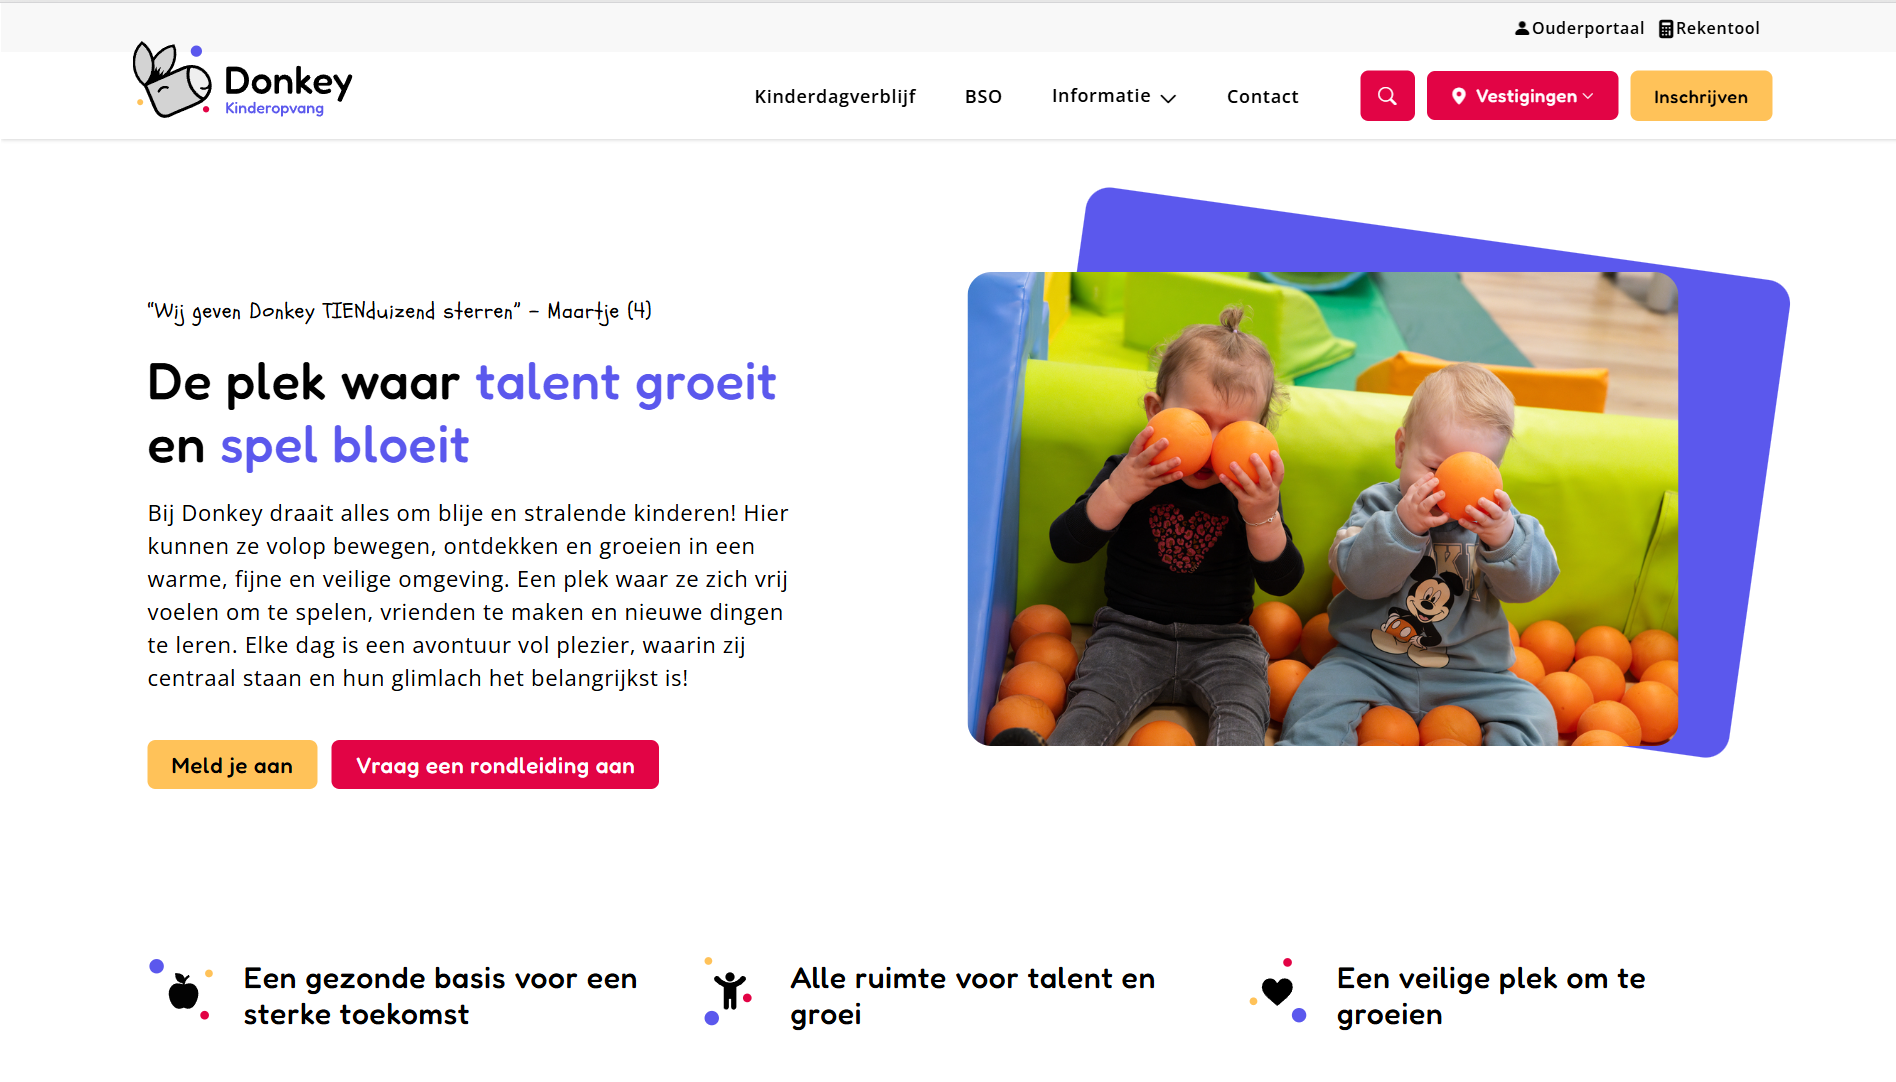 Ouderportaal Rekentool
Donkey
Kinderopvang
Kinderdagverblijf BSO Informatie Contact Vestigingen Inschrijven
“Wij geven Donkey TIENduizend sterren” – Maartje (4)
De plek waar talent groeit
en spel bloeit
Bij Donkey draait alles om blije en stralende kinderen! Hier
kunnen ze volop bewegen, ontdekken en groeien in een
warme, fijne en veilige omgeving. Een plek waar ze zich vrij
voelen om te spelen, vrienden te maken en nieuwe dingen
te leren. Elke dag is een avontuur vol plezier, waarin zij
centraal staan en hun glimlach het belangrijkst is!
Meld je aan Vraag een rondleiding aan
Een gezonde basis voor een
sterke toekomst
Alle ruimte voor talent en
groei
Een veilige plek om te
groeien